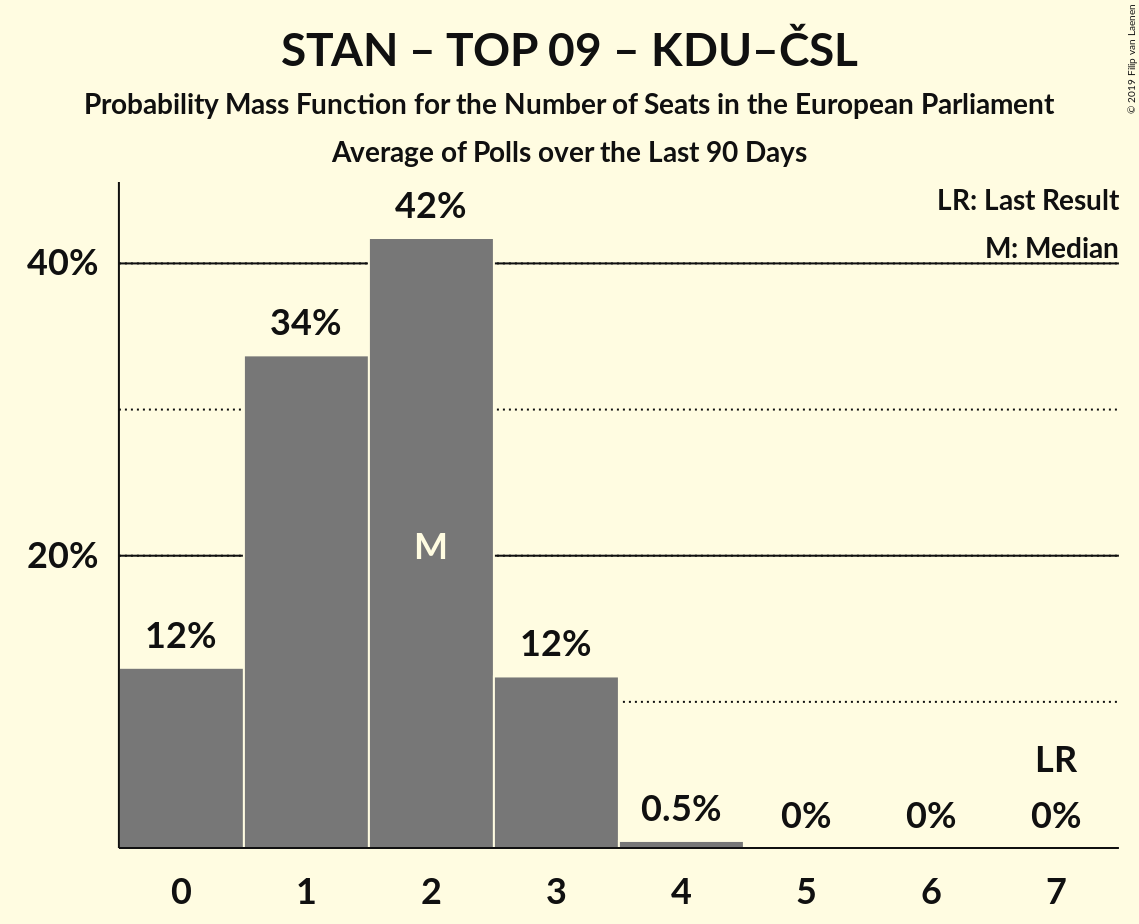 © 2019 Filip van Laenen
STAN – TOP 09 – KDU–ČSL
Probability Mass Function for the Number of Seats in the European Parliament
Average of Polls over the Last 90 Days
LR: Last Result
M: Median
42%
40%
34%
M
20%
12%
12%
LR
0.5%
0%
0%
0%
0 1 2 3 4 5 6 7